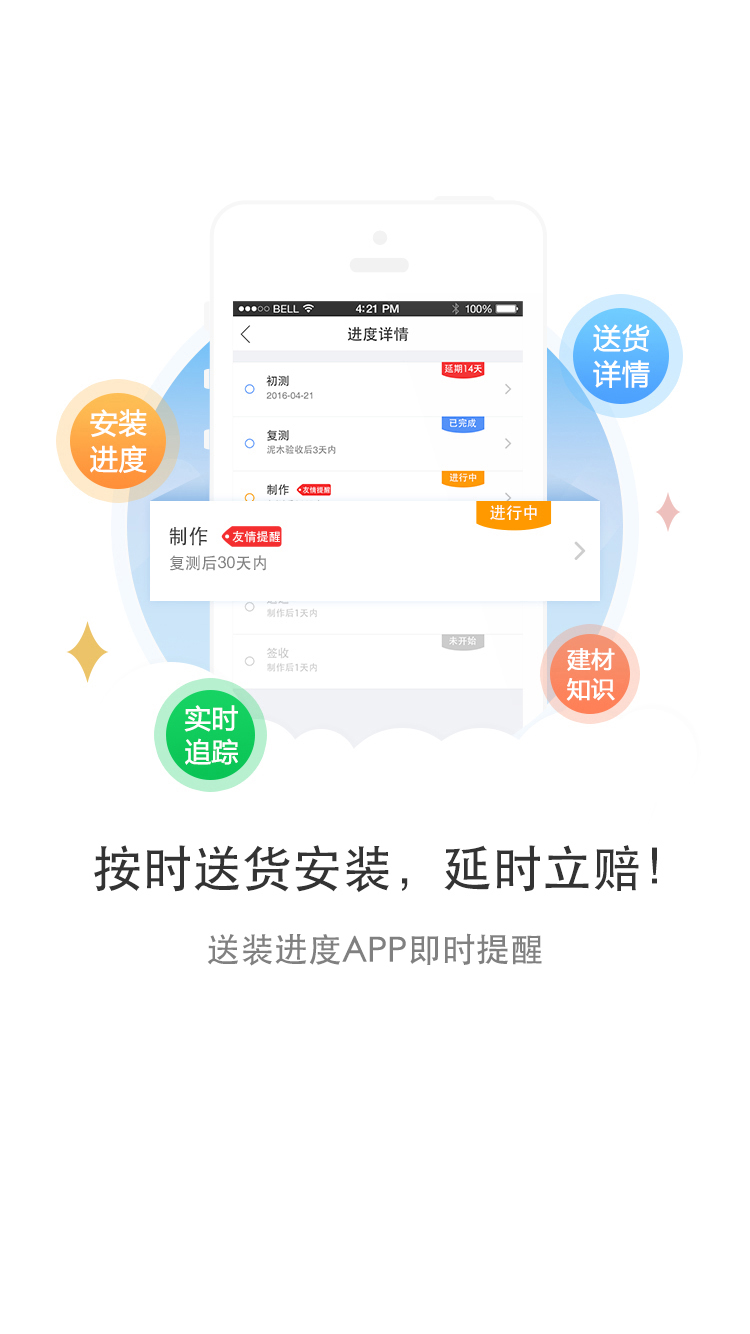 BELL
4:21 PM
100%
进度详情
延期14天
初测
2016-04-21
已完成
复测
泥木验收后3天内
进行中
制作
友情提醒
进行中
制作
友情提醒
复测后30天内
制作后1天内
未开始
签收
制作后1天内
送货
详情
安装
进度
建材
知识
实时
追踪
按时送货安装，延时立赔！
送装进度APP即时提醒